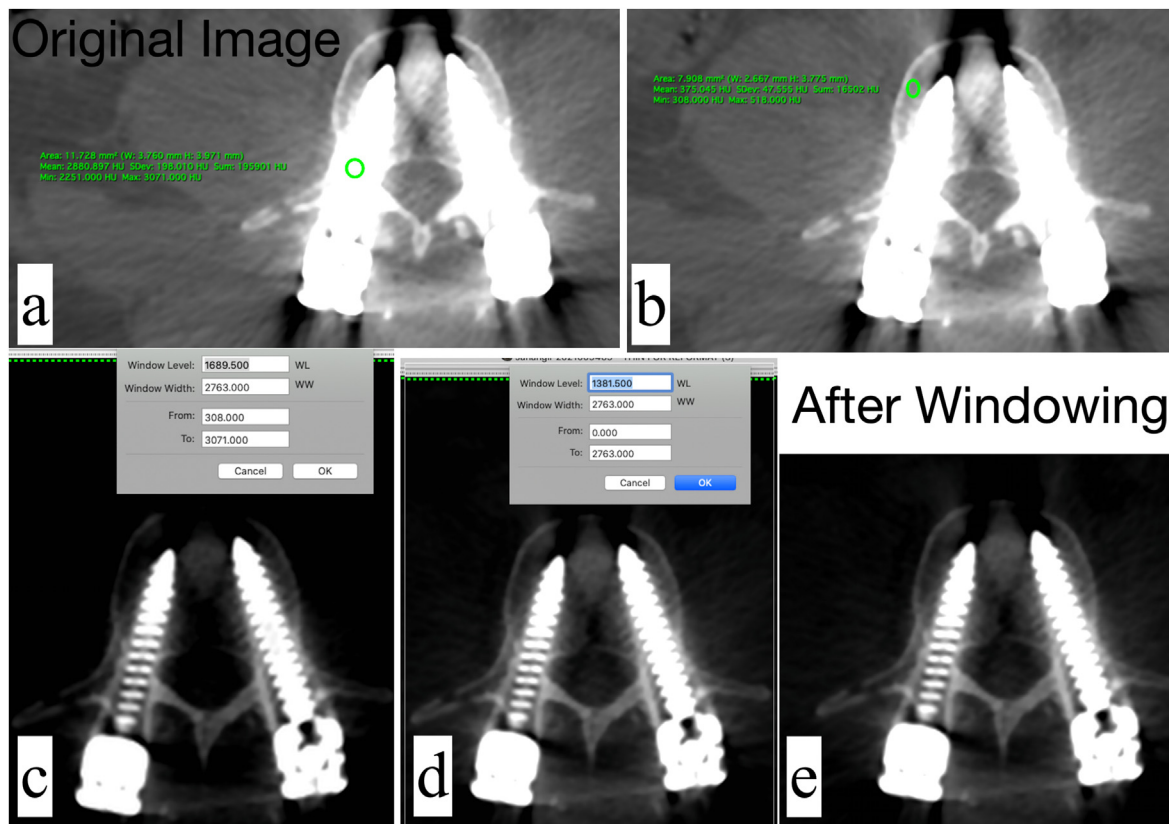 Original Image
Area: 11.728 mm² (W: 3.760 mm H: 3.971 mm)
Mean: 2880.897 HU SDev: 198.010 HU Sum: 195901 HU
Min: 2251.000 HU Max: 3071.000 HU
a
Area: 7.908 mm² (W: 2.667 mm H: 3.775 mm)
Mean: 375.045 HU SDev: 47.555 HU Sum: 16502 HU
Min: 308.000 HU Max: 518.000 HU
b
Window Level: 1689.500 WL
Window Width: 2763.000 WW
From: 308.000
To: 3071.000
Cancel OK
c
Window Level: 1381.500 WL
Window Width: 2763.000 WW
From: 0.000
To: 2763.000
Cancel OK
d
After Windowing
e